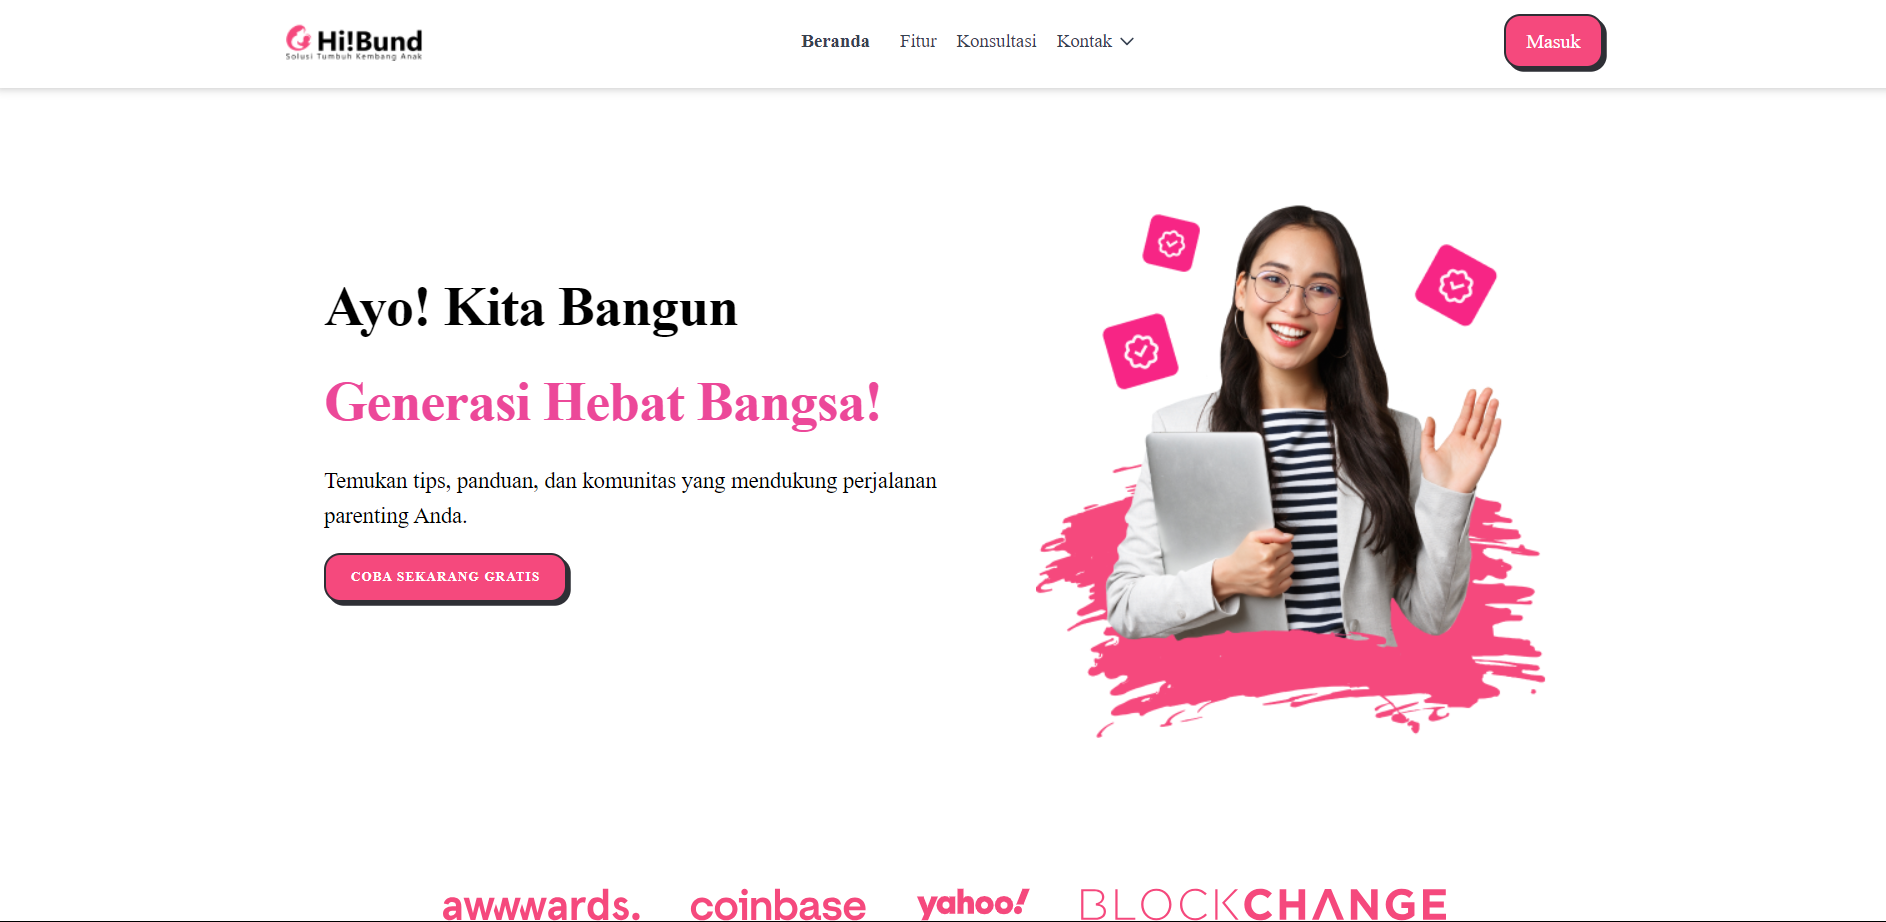 Hi!Bund
Solusi Tumbuh Kembang Anak
Beranda Fitur Konsultasi Kontak
Masuk
Ayo! Kita Bangun
Generasi Hebat Bangsa!
Temukan tips, panduan, dan komunitas yang mendukung perjalanan
parenting Anda.
COBA SEKARANG GRATIS
awwwards. coinbase yahoo! BLOCKCHANGE